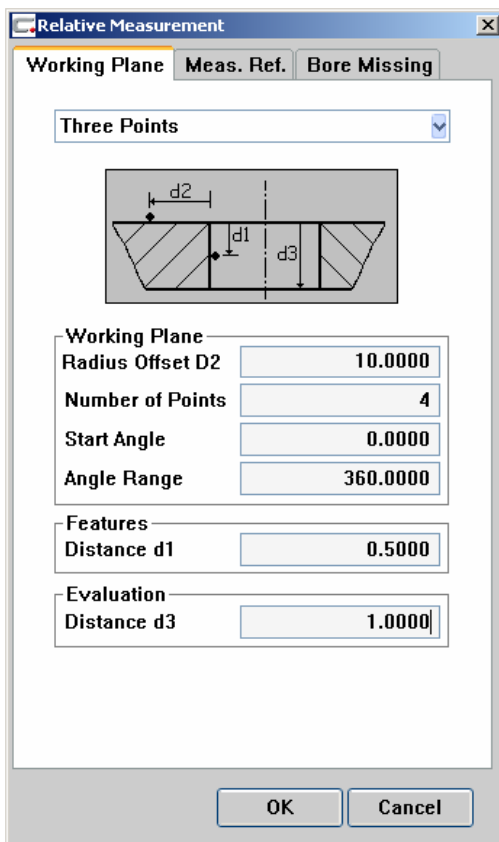 Relative Measurement
Working Plane Meas. Ref. Bore Missing
Three Points
d2
d1
d3
Working Plane
Radius Offset D2 10.0000
Number of Points 4
Start Angle 0.0000
Angle Range 360.0000
Features
Distance d1 0.5000
Evaluation
Distance d3 1.0000
OK Cancel